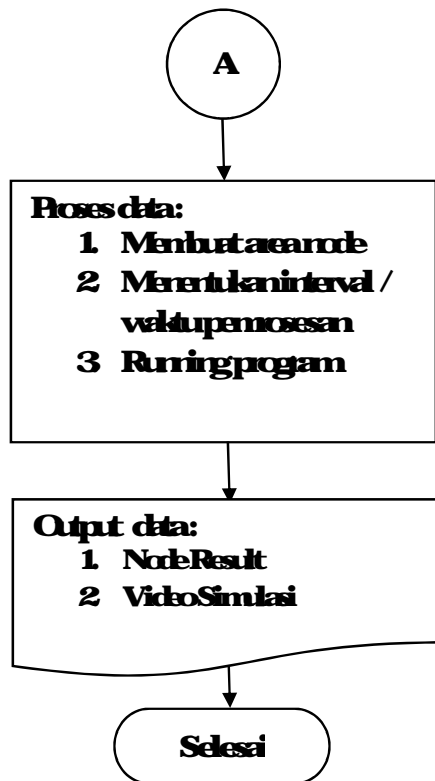 A
Proses data:
1. Membuat area node
2. Menentukan interval /
waktu pemrosesan
3. Running program
Output data:
1. Node Result
2. Video Simulasi
Selesai